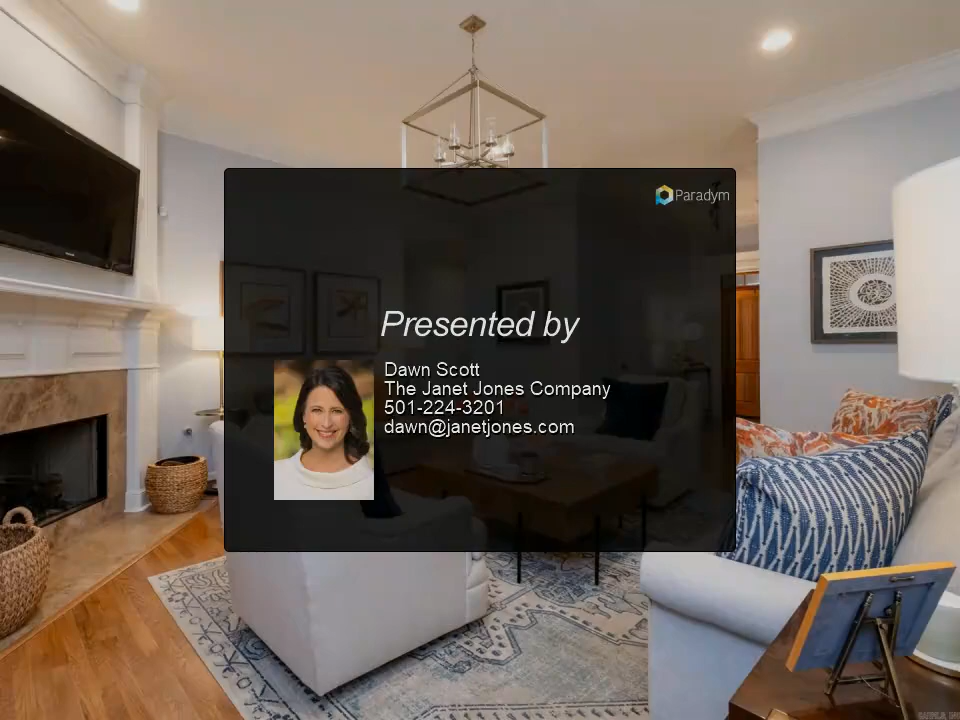 Paradym
Presented by
Dawn Scott
The Janet Jones Company
501-224-3201
dawn@janetjones.com